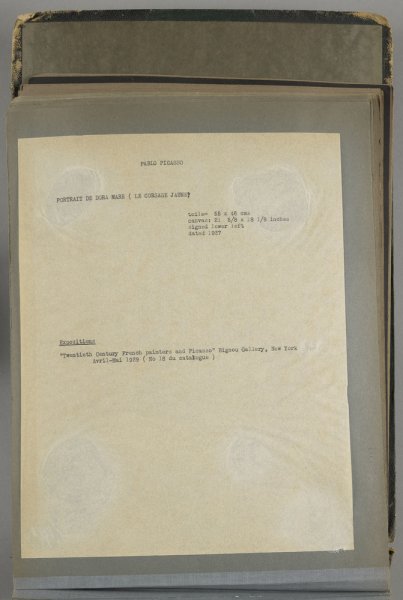 PABLO PICASSO
PORTRAIT DE DORA MAAR ( LE CORSAGE JAUNE)
toile= 55 x 46 cms
canvas: 21 5/8 x 18 1/8 inches
signed lower left
dated 1937
Expositions
"Twentieth Century French painters and Picasso" Bignou Gallery, New York
Avril-Mai 1939 ( No 18 du catalogue )